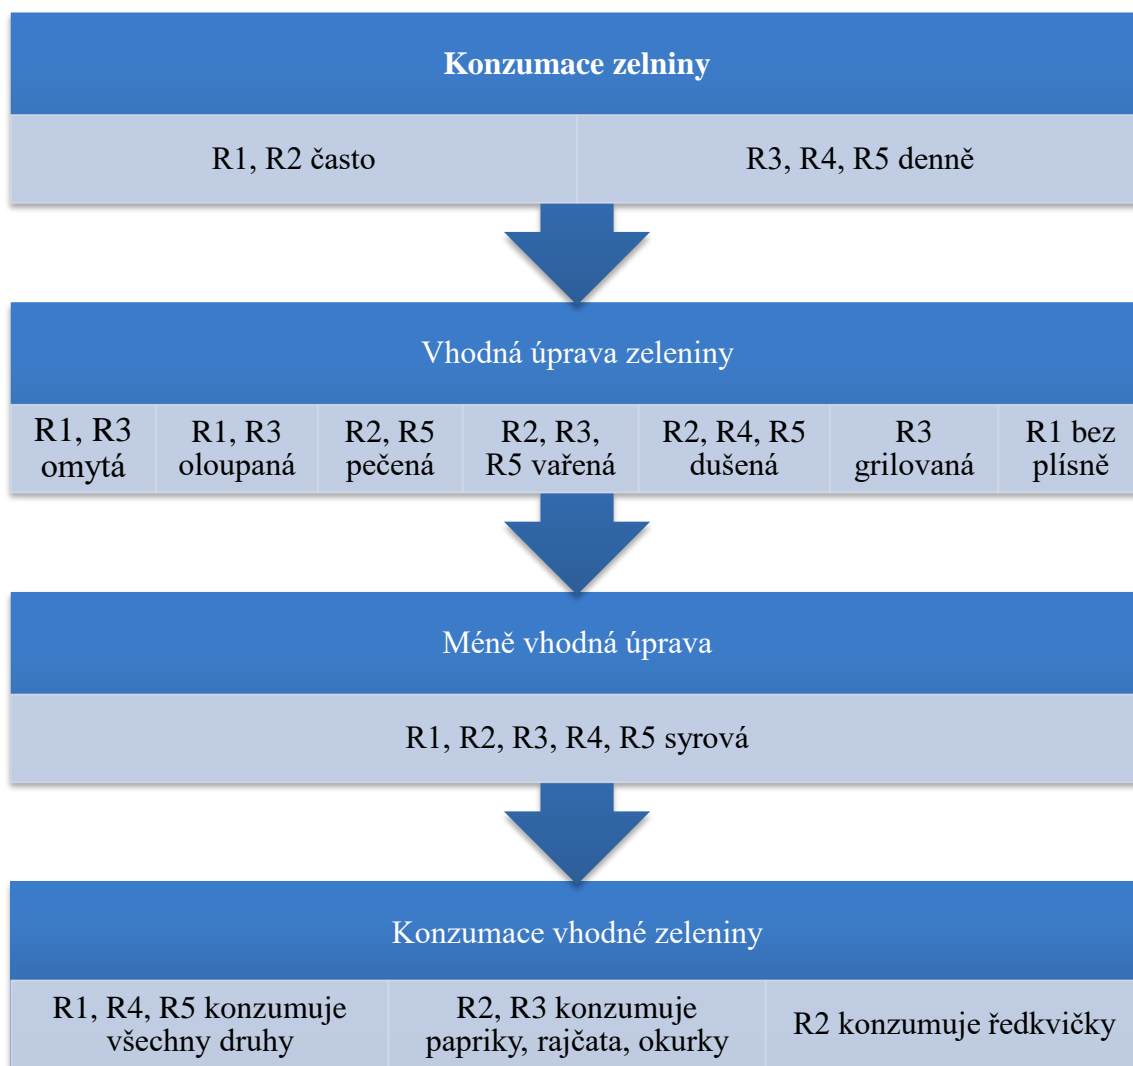 Konzumace zelniny
R1, R2 často
R3, R4, R5 denně
Vhodná úprava zeleniny
R1, R3
omytá
R1, R3
oloupaná
R2, R5
pečená
R2, R3,
R5 vařená
R2, R4, R5
dušená
R3
grilovaná
R1 bez
plísně
Méně vhodná úprava
R1, R2, R3, R4, R5 syrová
Konzumace vhodné zeleniny
R1, R4, R5 konzumuje
všechny druhy
R2, R3 konzumuje
papriky, rajčata, okurky
R2 konzumuje ředkvičky